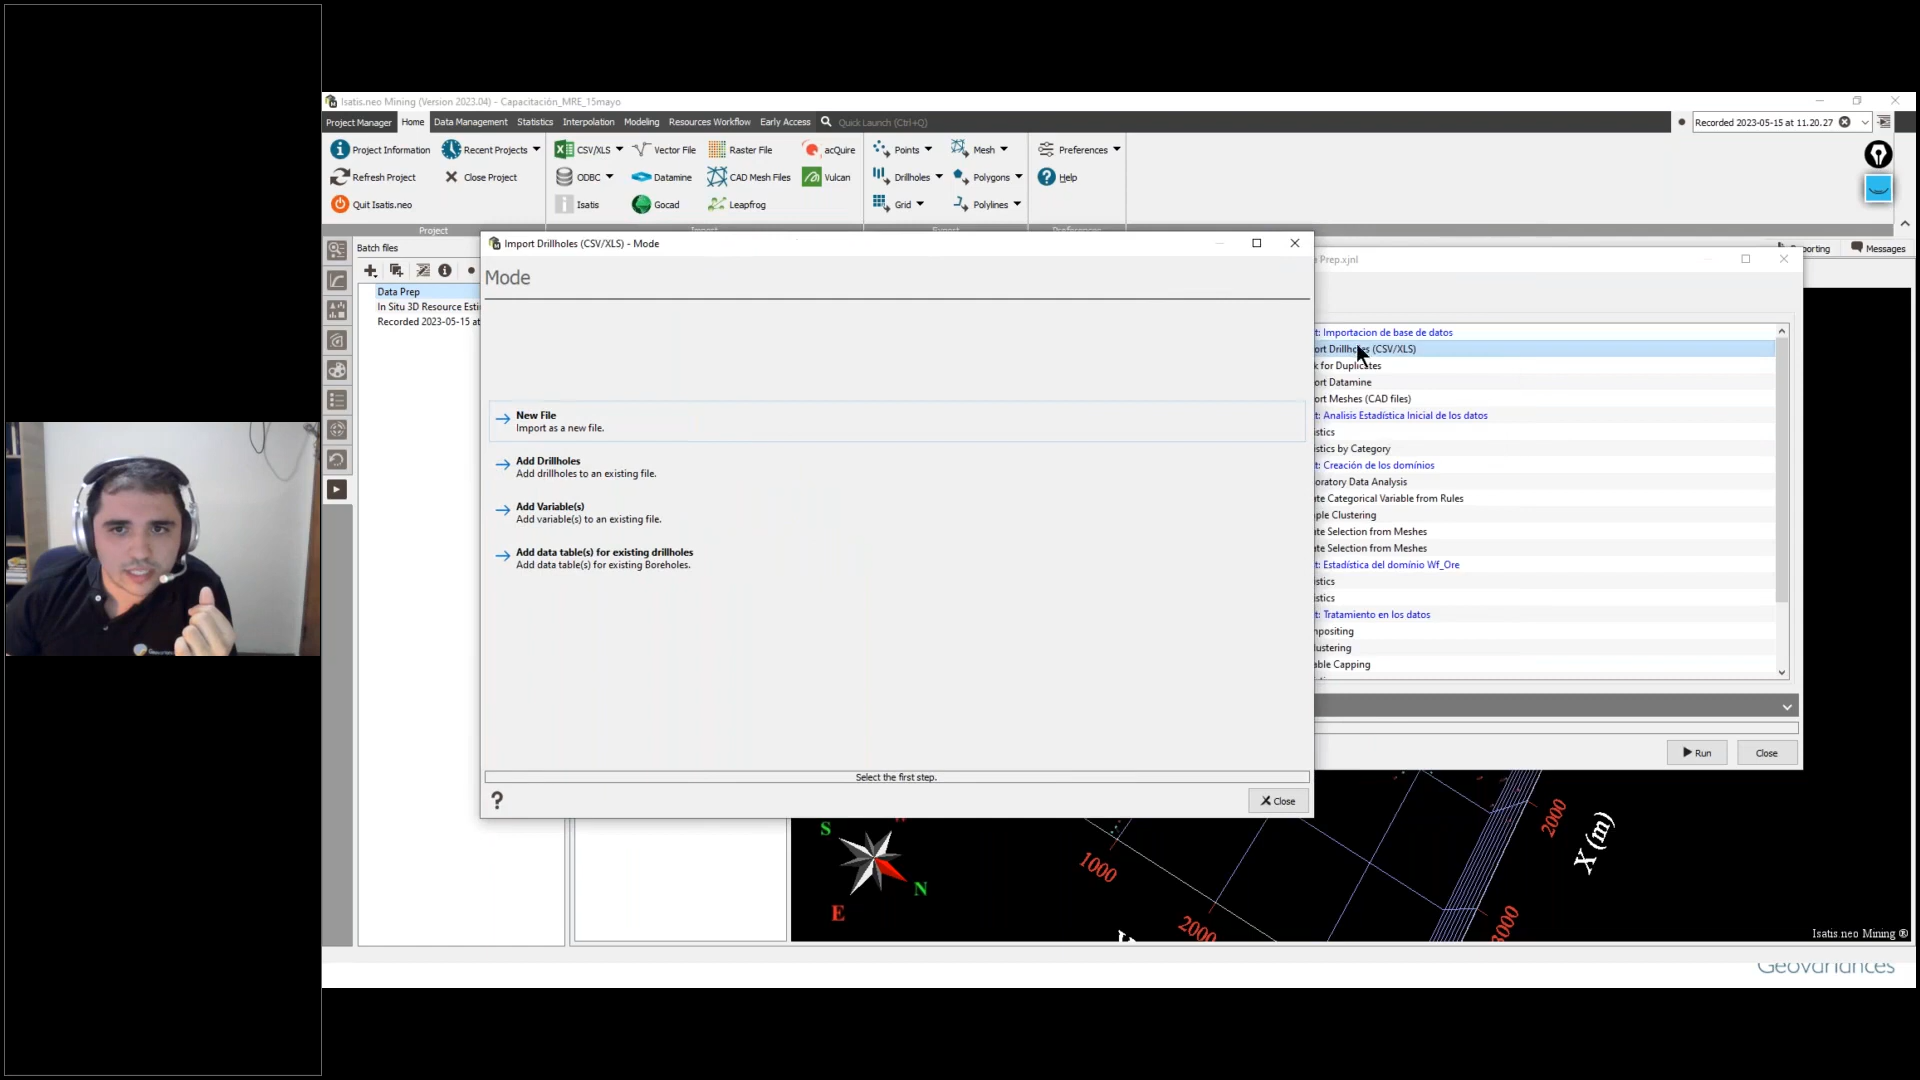 Isatis.neo Mining (Version 2023.04) - Capacitación_MRE_15mayo
Project Manager Home Data Management Statistics Interpolation Modeling Resources Workflow Early Access Quick Launch (Ctrl+Q) Recorded 2023-05-15 at 11.20.27
Project Information Recent Projects CSV/XLS Vector File Raster File acQuire Points Mesh Preferences
Refresh Project Close Project ODBC Datamine CAD Mesh Files Vulcan Drillholes Polygons Help
Quit Isatis.neo Isatis Gocad Leapfrog Grid Polylines
Project
Batch files
Messages
Data Prep
In Situ 3D Resource Esti
Recorded 2023-05-15 at
Import Drillholes (CSV/XLS) - Mode
Mode
New File
Import as a new file.
Add Drillholes
Add drillholes to an existing file.
Add Variable(s)
Add variable(s) to an existing file.
Add data table(s) for existing drillholes
Add data table(s) for existing Boreholes.
Select the first step.
?
Close
Prep.xjnl
t: Importacion de base de datos
ort Drillholes (CSV/XLS)
k for Duplicates
ort Datamine
ort Meshes (CAD files)
t: Analisis Estadística Inicial de los datos
istics
istics by Category
t: Creación de los domínios
oratory Data Analysis
te Categorical Variable from Rules
ple Clustering
te Selection from Meshes
te Selection from Meshes
t: Estadística del domínio Wf_Ore
istics
istics
t: Tratamiento en los datos
npositing
lustering
able Capping
Run Close
S
N
E
1000
2000
2000
X (m)
Isatis.neo Mining ®
Geovariances